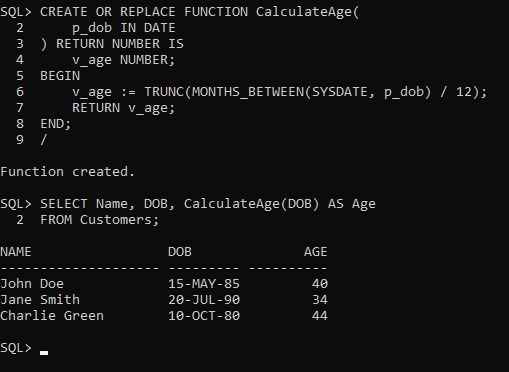 SQL> CREATE OR REPLACE FUNCTION CalculateAge(
  2      p_dob IN DATE
  3  ) RETURN NUMBER IS
  4      v_age NUMBER;
  5  BEGIN
  6      v_age := TRUNC(MONTHS_BETWEEN(SYSDATE, p_dob) / 12);
  7      RETURN v_age;
  8  END;
  9  /
Function created.
SQL> SELECT Name, DOB, CalculateAge(DOB) AS Age
  2  FROM Customers;
NAME                 DOB              AGE
-------------------- --------- ----------
John Doe             15-MAY-85         40
Jane Smith           20-JUL-90         34
Charlie Green        10-OCT-80         44
SQL>